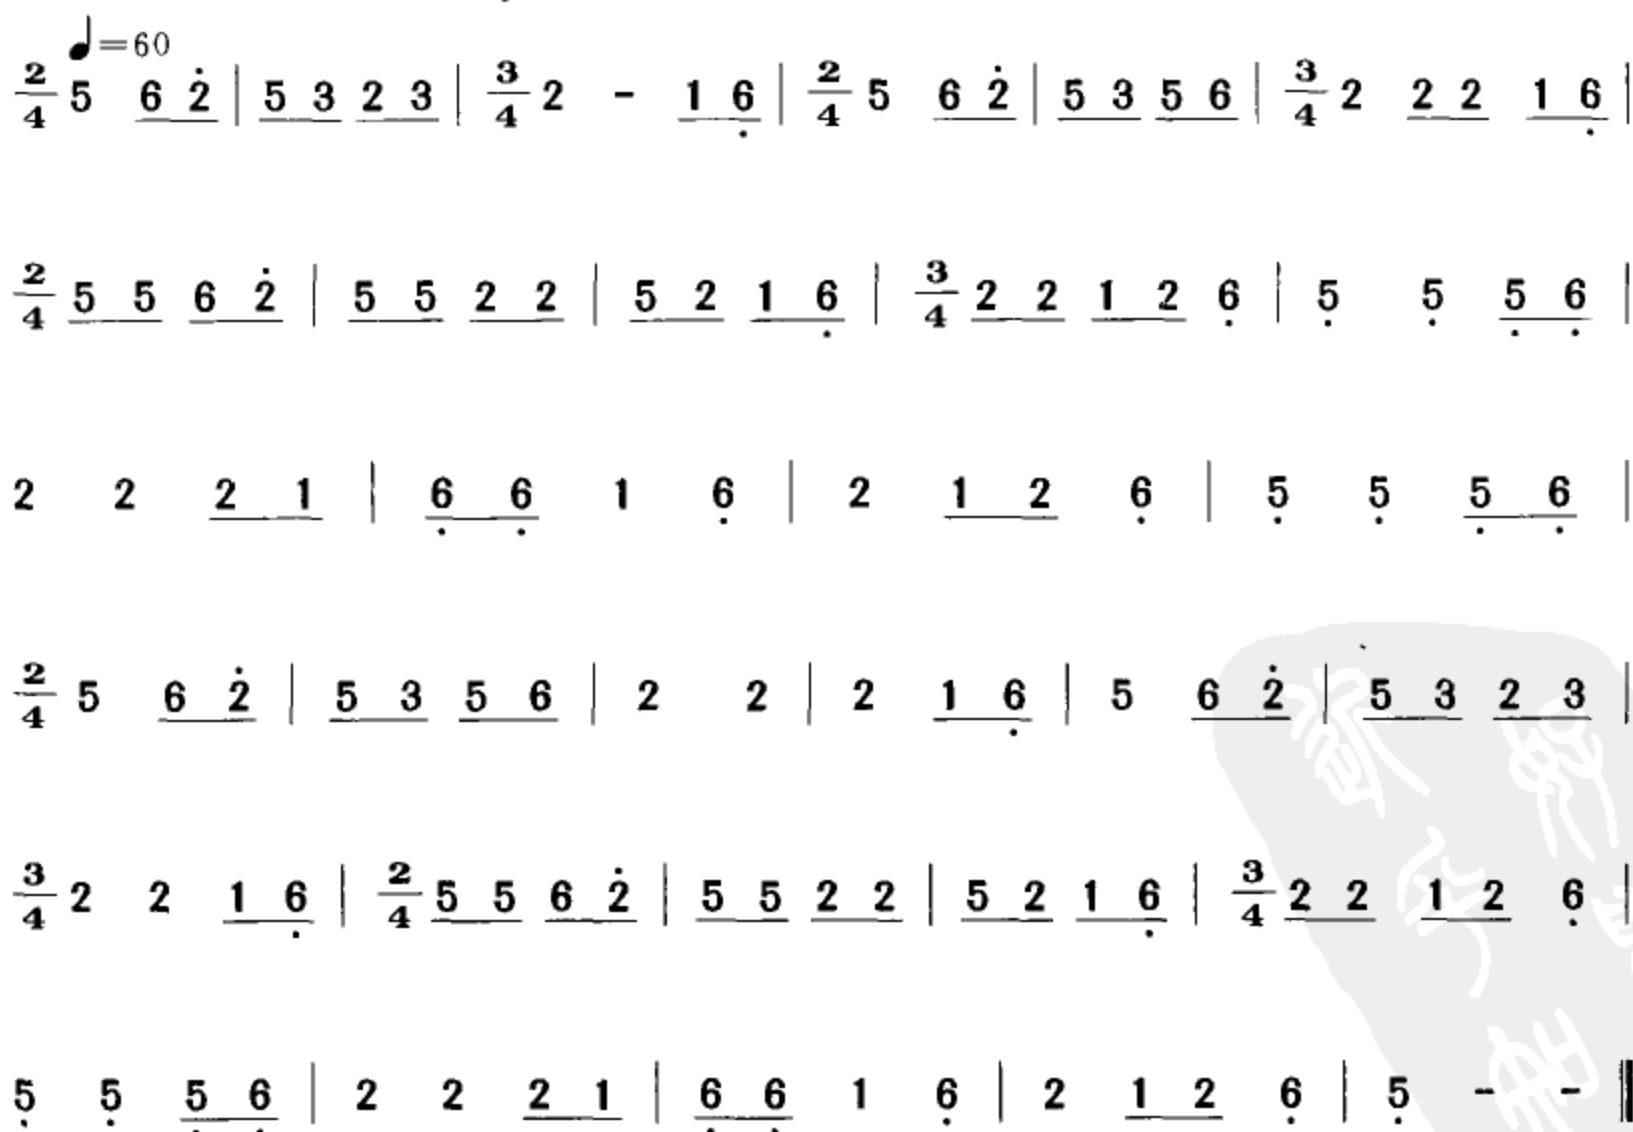 ♩=60
2/4 5 6 2̇ | 5 3 2 3 | 3/4 2 - 1 6̣ | 2/4 5 6 2̇ | 5 3 5 6 | 3/4 2 2 2 1 6̣ |
2/4 5 5 6 2̇ | 5 5 2 2 | 5 2 1 6̣ | 3/4 2 2 1 2 6̣ | 5̣ 5̣ 5̣ 6̣ |
2 2 2 1 | 6̣ 6̣ 1 6̣ | 2 1 2 6̣ | 5̣ 5̣ 5̣ 6̣ |
2/4 5 6 2̇ | 5 3 5 6 | 2 2 | 2 1 6̣ | 5 6 2̇ | 5 3 2 3 |
3/4 2 2 1 6̣ | 2/4 5 5 6 2̇ | 5 5 2 2 | 5 2 1 6̣ | 3/4 2 2 1 2 6̣ |
5̣ 5̣ 5̣ 6̣ | 2 2 2 1 | 6̣ 6̣ 1 6̣ | 2 1 2 6̣ | 5̣ - - ‖